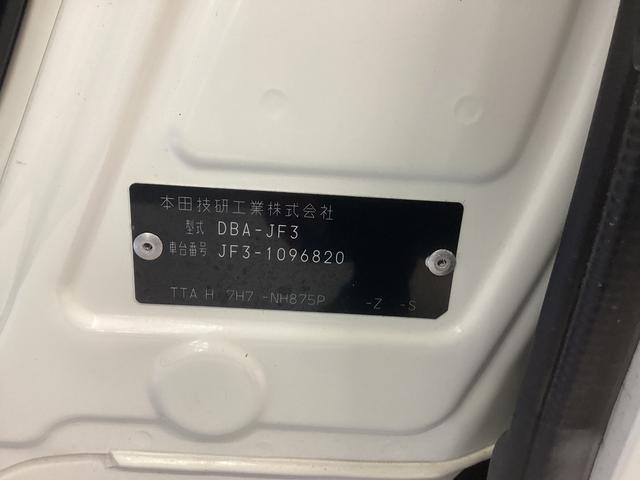 本田技研工業株式会社
型式 DBA-JF3
車台番号 JF3-1096820
TTA H 7H7 -NH875P -Z -S